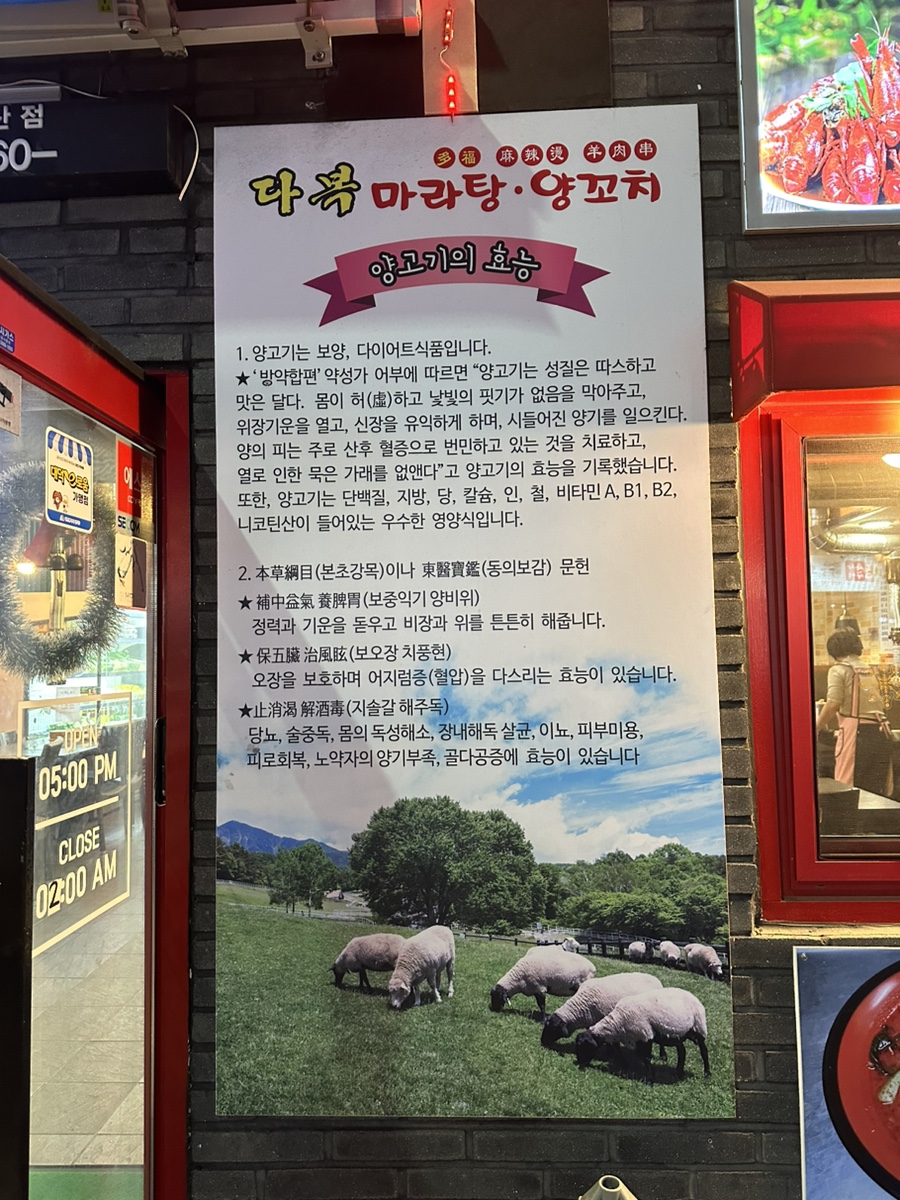 산 점
60–
多福 麻辣烫 羊肉串
다복 마라탕·양꼬치
양고기의 효능
1. 양고기는 보양, 다이어트식품입니다.
★‘방약합편’ 약성가 어부에 따르면 “양고기는 성질은 따스하고
맛은 달다. 몸이 허(虛)하고 낯빛의 핏기가 없음을 막아주고,
위장기운을 열고, 신장을 유익하게 하며, 시들어진 양기를 일으킨다.
양의 피는 주로 산후 혈증으로 번민하고 있는 것을 치료하고,
열로 인한 묵은 가래를 없앤다”고 양고기의 효능을 기록했습니다.
또한, 양고기는 단백질, 지방, 당, 칼슘, 인, 철, 비타민 A, B1, B2,
니코틴산이 들어있는 우수한 영양식입니다.
2. 本草綱目(본초강목)이나 東醫寶鑑(동의보감) 문헌
★ 補中益氣 養脾胃(보중익기 양비위)
정력과 기운을 돋우고 비장과 위를 튼튼히 해줍니다.
★ 保五臟 治風眩(보오장 치풍현)
오장을 보호하며 어지럼증(혈압)을 다스리는 효능이 있습니다.
★止消渴 解酒毒(지솔갈 해주독)
당뇨, 술중독, 몸의 독성해소, 장내해독 살균, 이뇨, 피부미용,
피로회복, 노약자의 양기부족, 골다공증에 효능이 있습니다
가맹점
OPEN
05:00 PM
CLOSE
02:00 AM